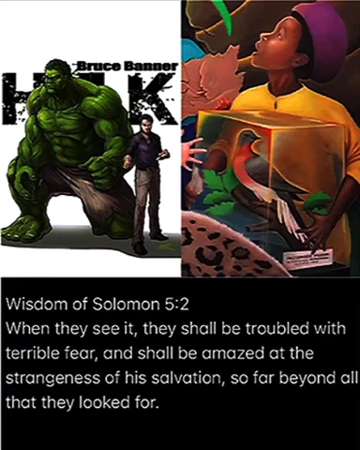 Bruce Banner
HULK
Wisdom of Solomon 5:2
When they see it, they shall be troubled with
terrible fear, and shall be amazed at the
strangeness of his salvation, so far beyond all
that they looked for.